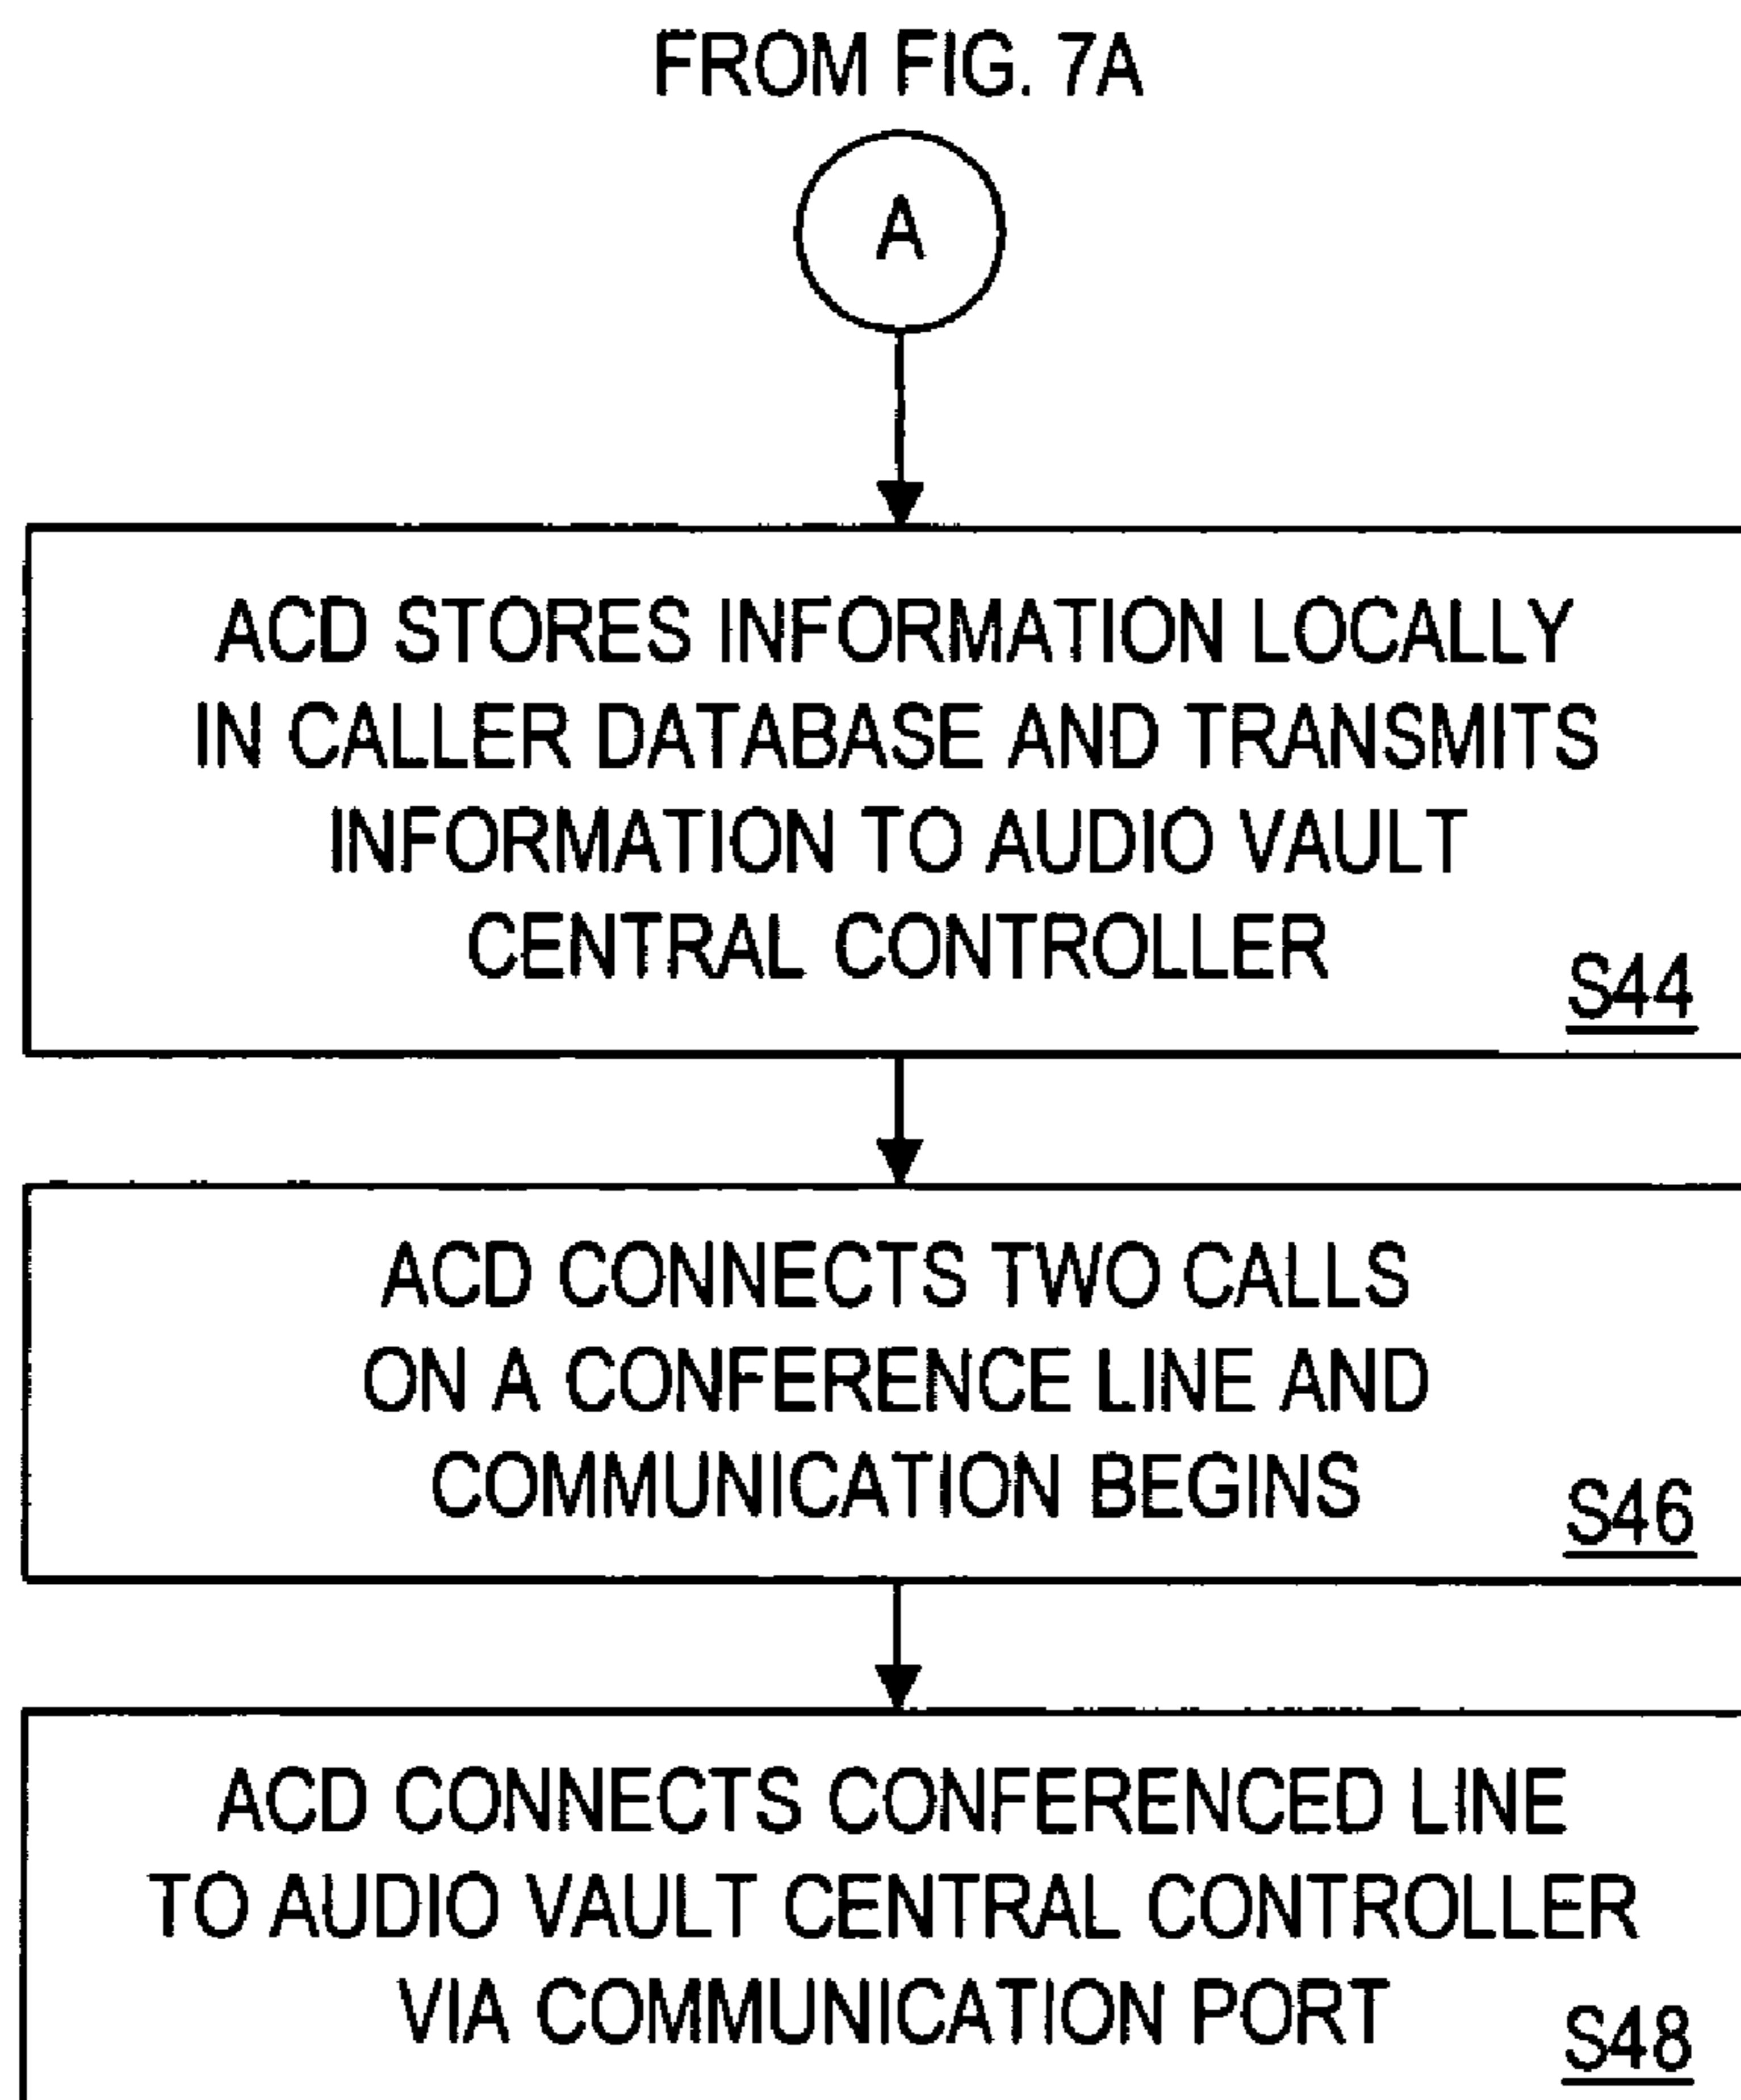 FROM FIG. 7A
A
ACD STORES INFORMATION LOCALLY
IN CALLER DATABASE AND TRANSMITS
INFORMATION TO AUDIO VAULT
CENTRAL CONTROLLER
S44
ACD CONNECTS TWO CALLS
ON A CONFERENCE LINE AND
COMMUNICATION BEGINS
S46
ACD CONNECTS CONFERENCED LINE
TO AUDIO VAULT CENTRAL CONTROLLER
VIA COMMUNICATION PORT
S48